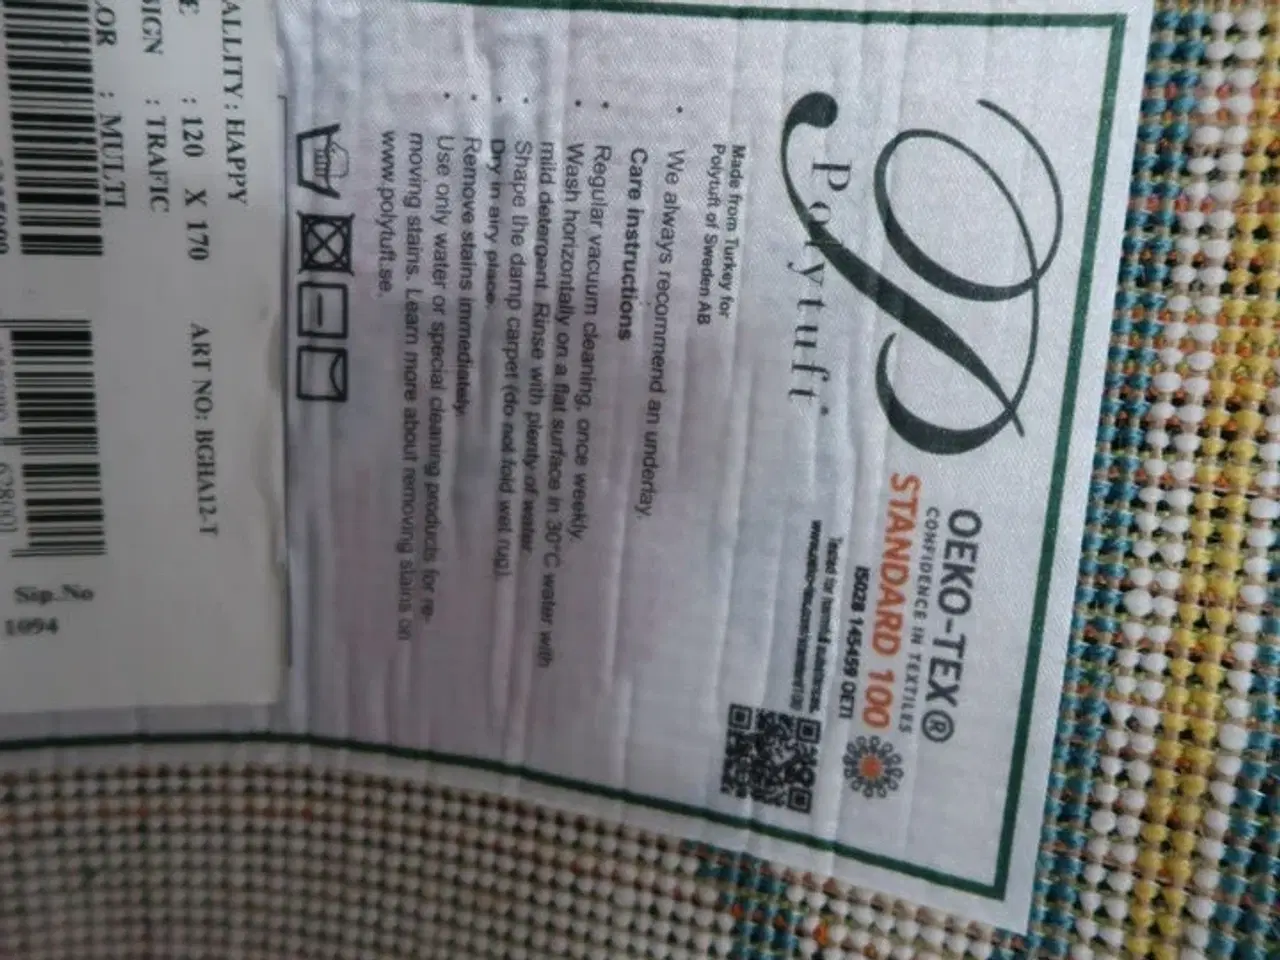 Polytuft
OEKO-TEX®
CONFIDENCE IN TEXTILES
STANDARD 100
IS028 145459 OETI
Tested for harmful substances.
Made from Turkey for
Polytuft of Sweden AB
• We always recommend an underlay.
Care instructions
• Regular vacuum cleaning, once weekly.
• Wash horizontally on a flat surface in 30°C water with
mild detergent. Rinse with plenty of water.
• Shape the damp carpet (do not fold wet rug).
• Dry in airy place.
• Remove stains immediately.
• Use only water or special cleaning products for re-
moving stains. Learn more about removing stains on
www.polytuft.se.
ALLITY : HAPPY
E : 120 X 170 ART NO: BGHA12-T
SIGN : TRAFIC
LOR : MULTI
Sip.No
1094